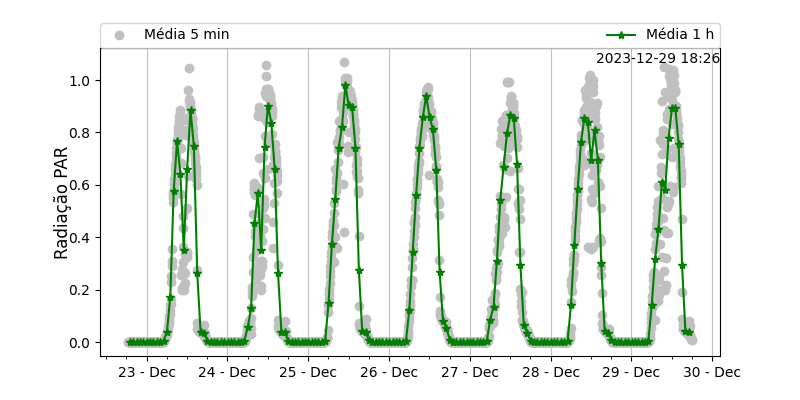 Média 5 min
Média 1 h
2023-12-29 18:26
Radiação PAR
1.0
0.8
0.6
0.4
0.2
0.0
23 - Dec
24 - Dec
25 - Dec
26 - Dec
27 - Dec
28 - Dec
29 - Dec
30 - Dec